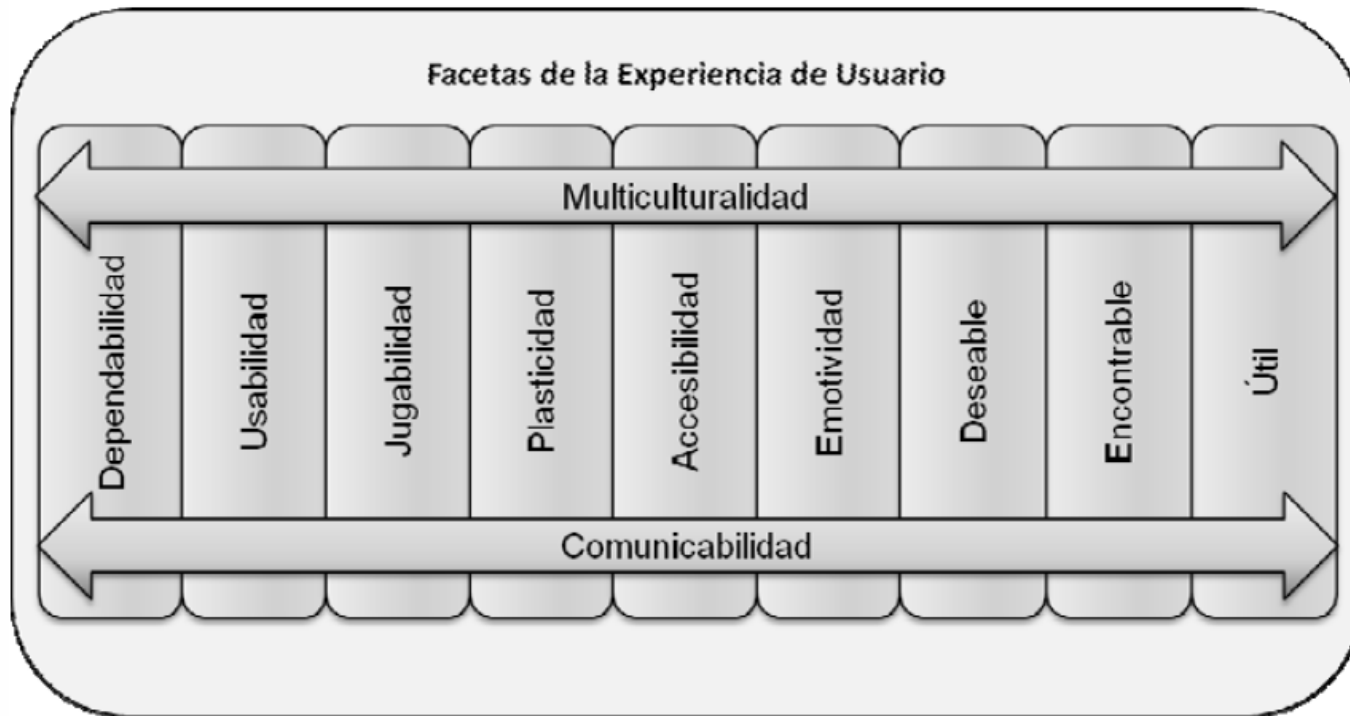 Facetas de la Experiencia de Usuario
Multiculturalidad
Dependabilidad
Usabilidad
Jugabilidad
Plasticidad
Accesibilidad
Emotividad
Deseable
Encontrable
Útil
Comunicabilidad